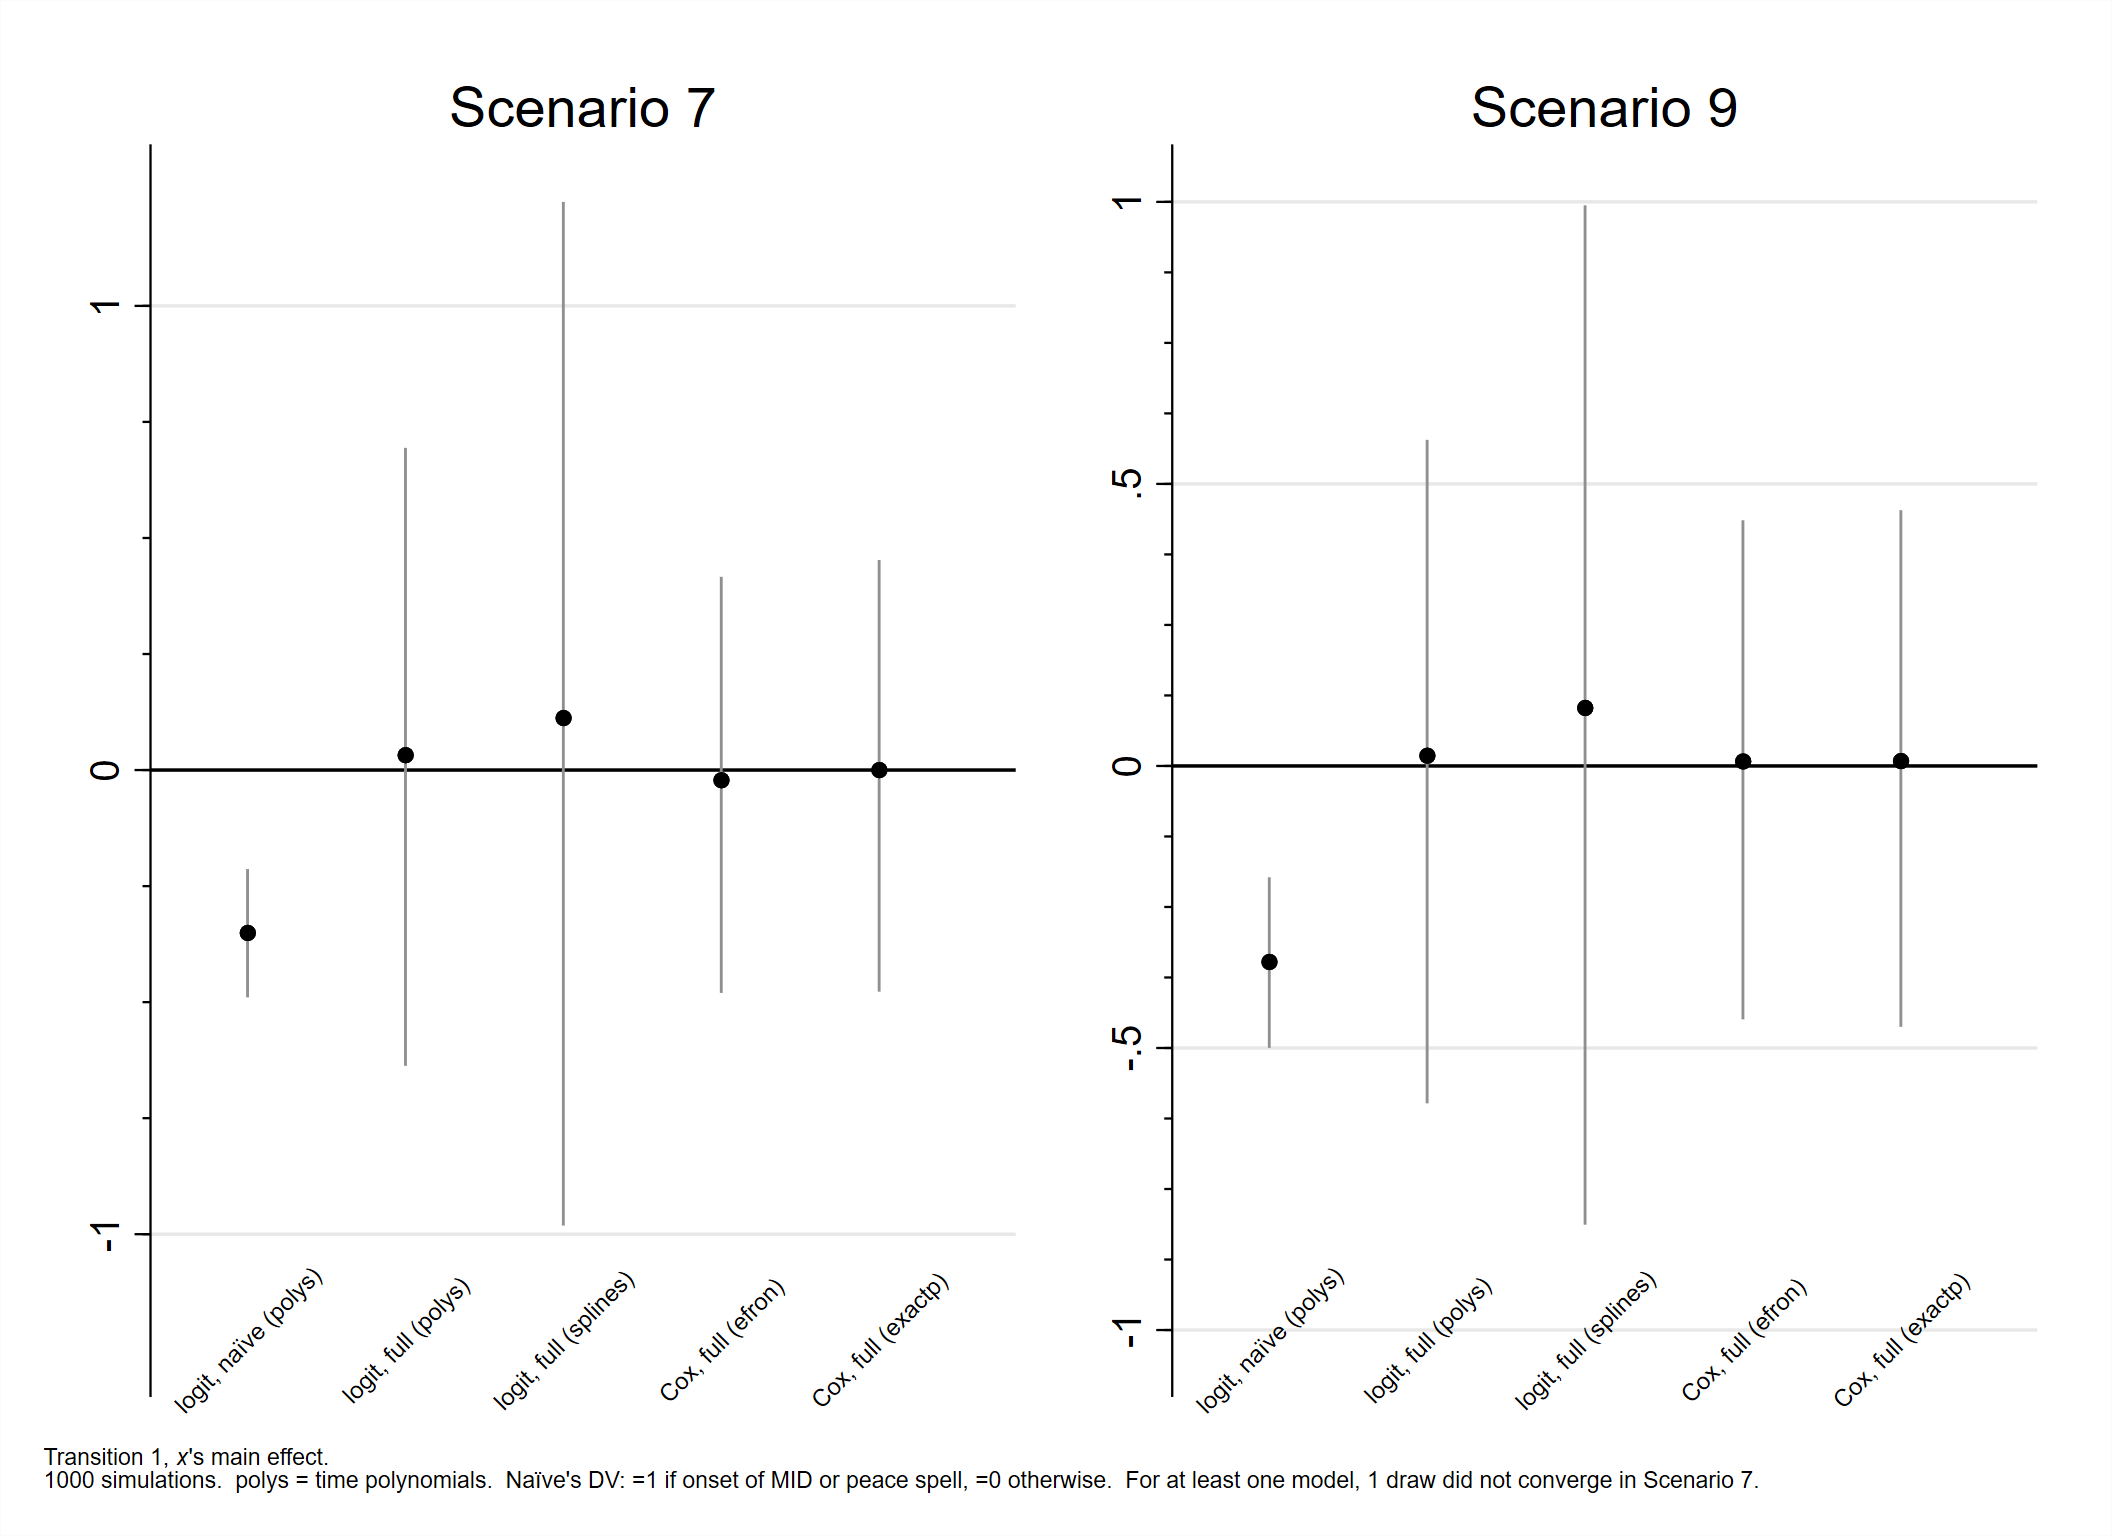 Scenario 7
1
0
-1
logit, naïve (polys)
logit, full (polys)
logit, full (splines)
Cox, full (efron)
Cox, full (exactp)
Scenario 9
1
.5
0
-.5
-1
logit, naïve (polys)
logit, full (polys)
logit, full (splines)
Cox, full (efron)
Cox, full (exactp)
Transition 1, x's main effect.
1000 simulations.  polys = time polynomials.  Naïve's DV: =1 if onset of MID or peace spell, =0 otherwise.  For at least one model, 1 draw did not converge in Scenario 7.